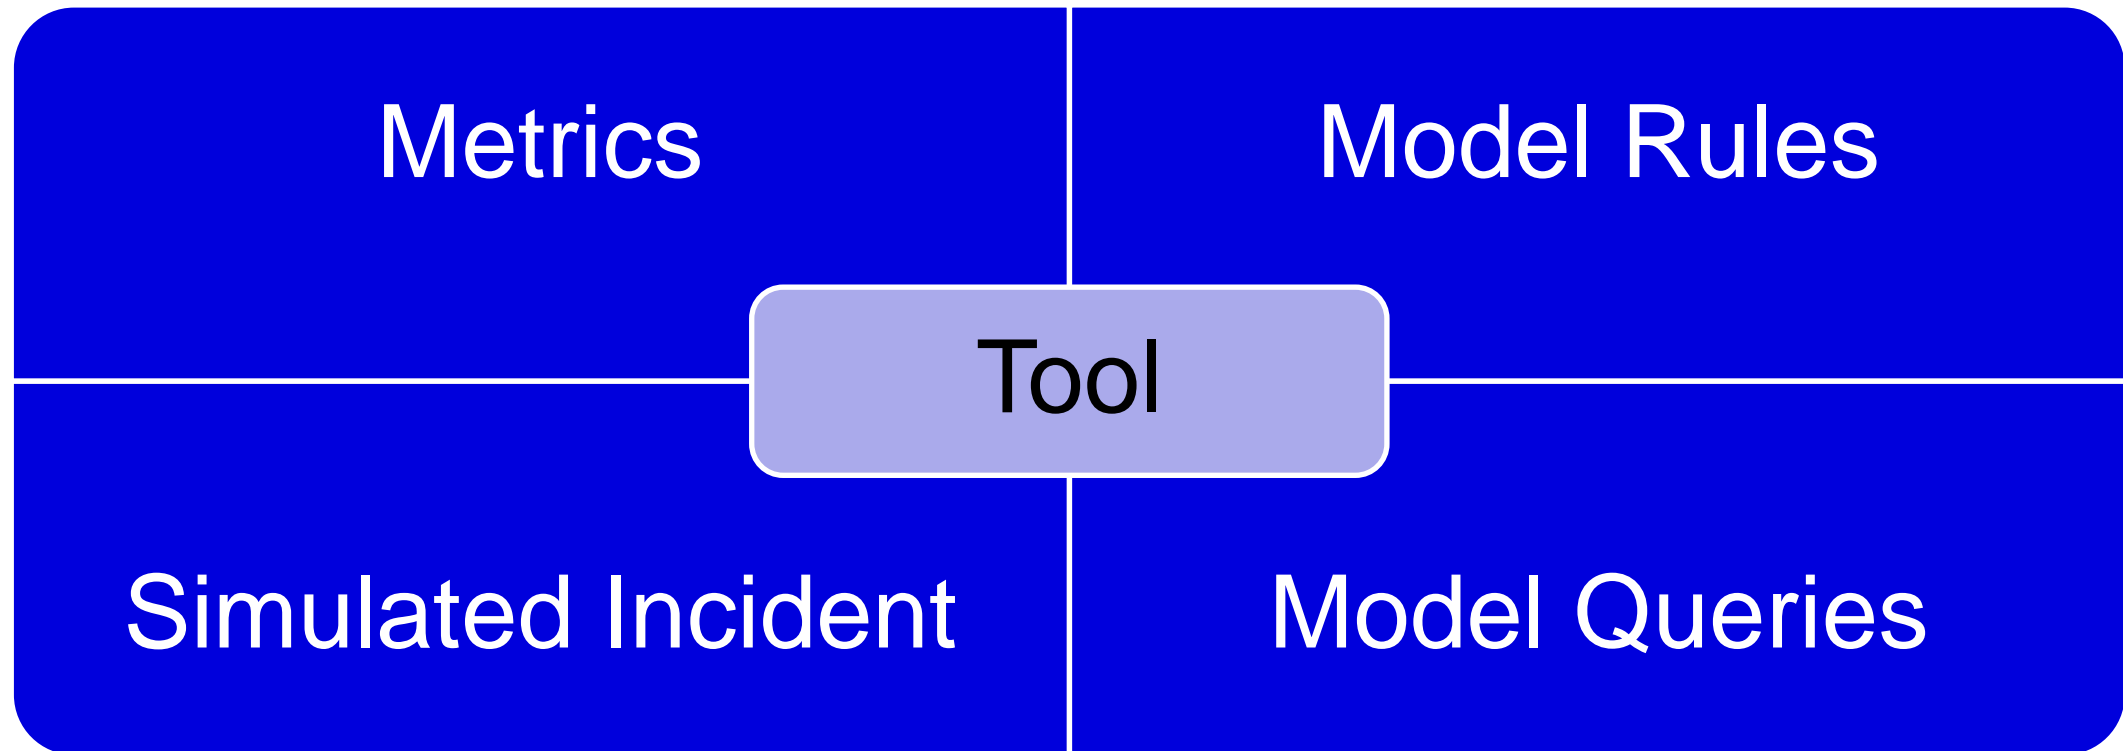 Metrics
Model Rules
Tool
Simulated Incident
Model Queries